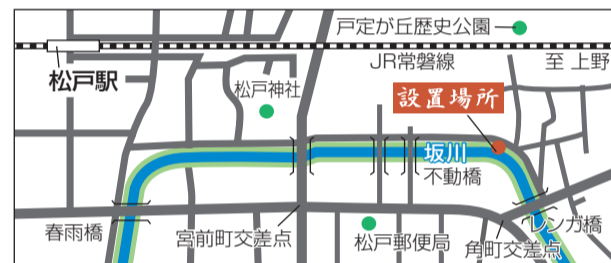 戸定が丘歴史公園
JR常磐線
至 上野
松戸駅
松戸神社
設置場所
坂川
不動橋
春雨橋
宮前町交差点
松戸郵便局
角町交差点
レンガ橋